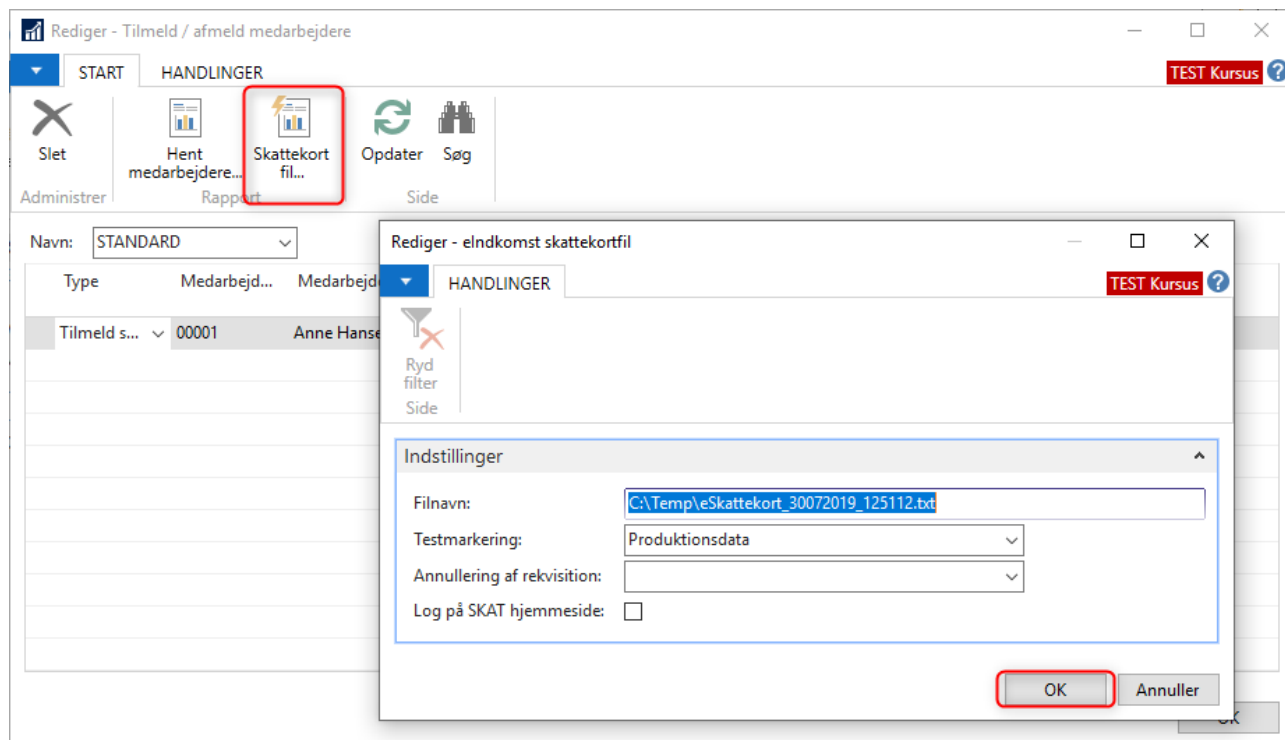 Rediger - Tilmeld / afmeld medarbejdere
START HANDLINGER
TEST Kursus ?
Slet
Hent medarbejdere...
Skattekort fil...
Opdater
Søg
Administrer
Rapport
Side
Navn: STANDARD
Type Medarbejd... Medarbejd
Tilmeld s... 00001 Anne Hanse
Rediger - eIndkomst skattekortfil
HANDLINGER
TEST Kursus ?
Ryd
filter
Side
Indstillinger
Filnavn: C:\Temp\eSkattekort_30072019_125112.txt
Testmarkering: Produktionsdata
Annullering af rekvisition:
Log på SKAT hjemmeside:
OK Annuller
OK